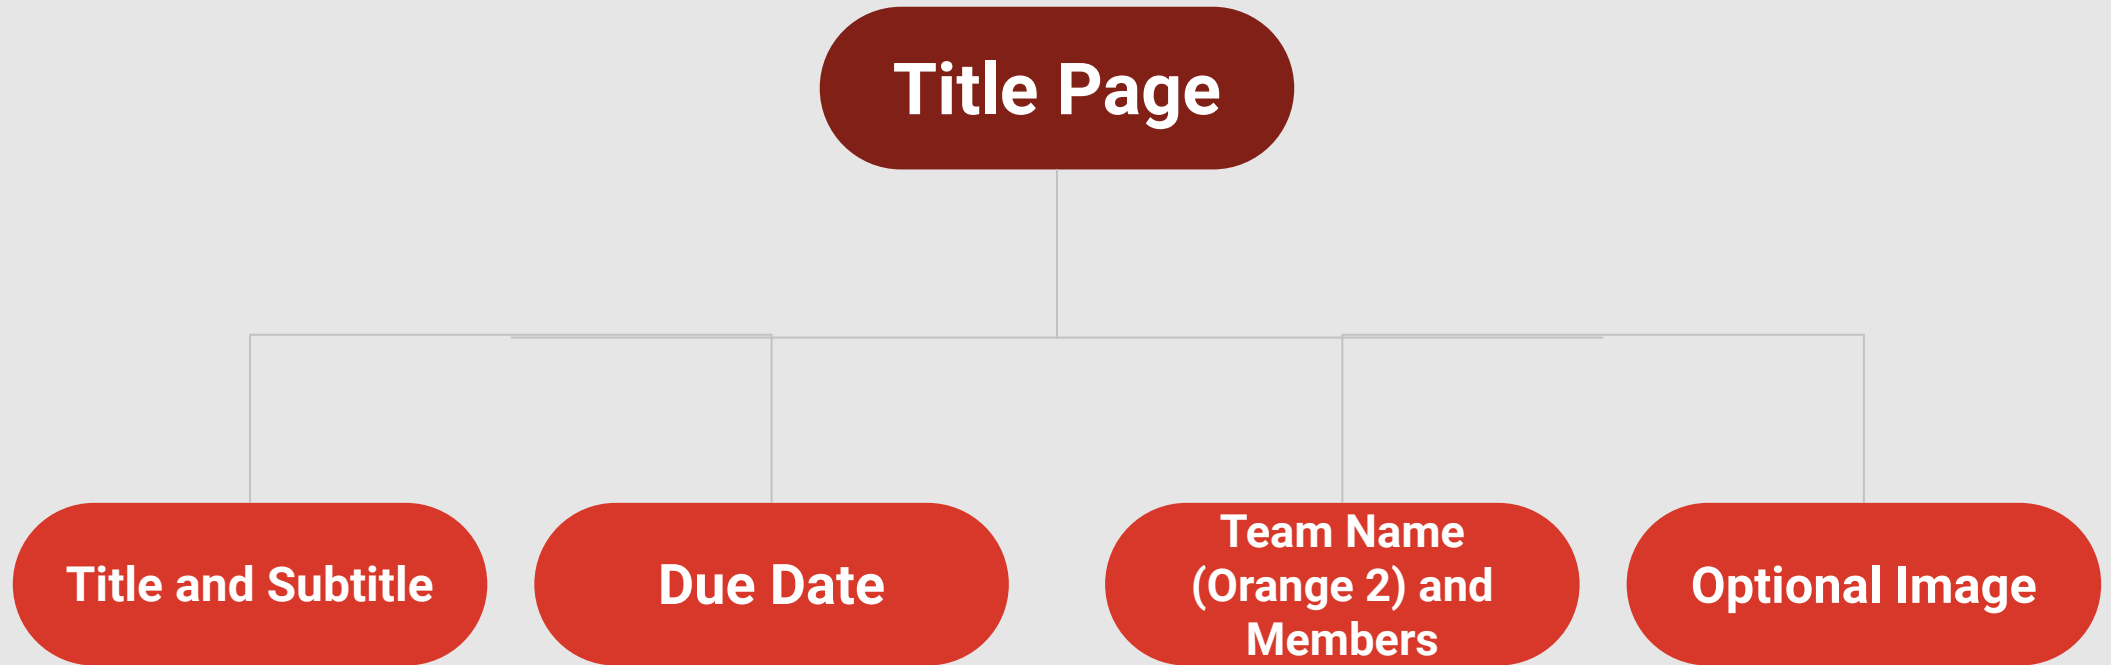 Title Page
Title and Subtitle
Due Date
Team Name
(Orange 2) and
Members
Optional Image